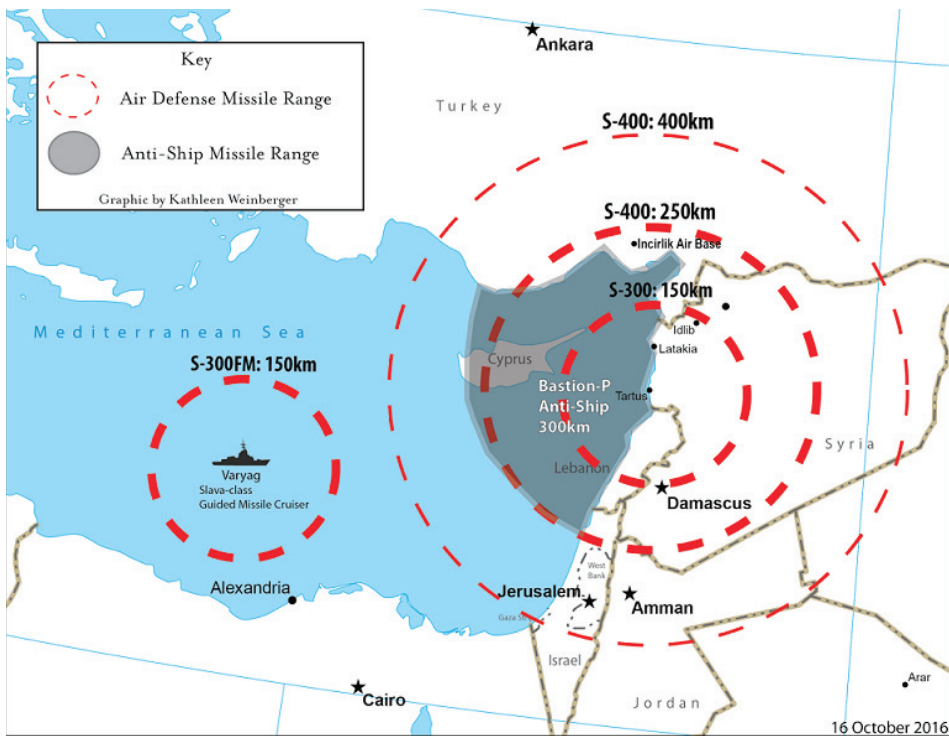 Key
Air Defense Missile Range
Anti-Ship Missile Range
Graphic by Kathleen Weinberger
Ankara
Turkey
S-400: 400km
S-400: 250km
Incirlik Air Base
S-300: 150km
Idlib
Latakia
Mediterranean Sea
Cyprus
S-300FM: 150km
Bastion-P
Anti-Ship
300km
Tartus
Syria
Lebanon
Varyag
Slava-class
Guided Missile Cruiser
Damascus
West
Bank
Alexandria
Jerusalem
Amman
Israel
Arar
Cairo
Jordan
16 October 2016